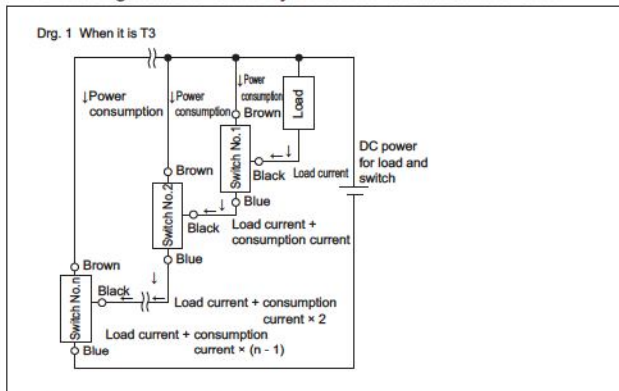 Drg. 1 When it is T3
↓Power
consumption
↓Power
consumption
↓Power
consumption
Brown
Load
Switch No.1
DC power
for load and
switch
Black
Load current
Brown
Blue
Switch No.2
Black
Load current +
consumption current
Blue
Brown
Black
Switch No.n
Load current + consumption
current × 2
Load current + consumption
current × (n - 1)
Blue